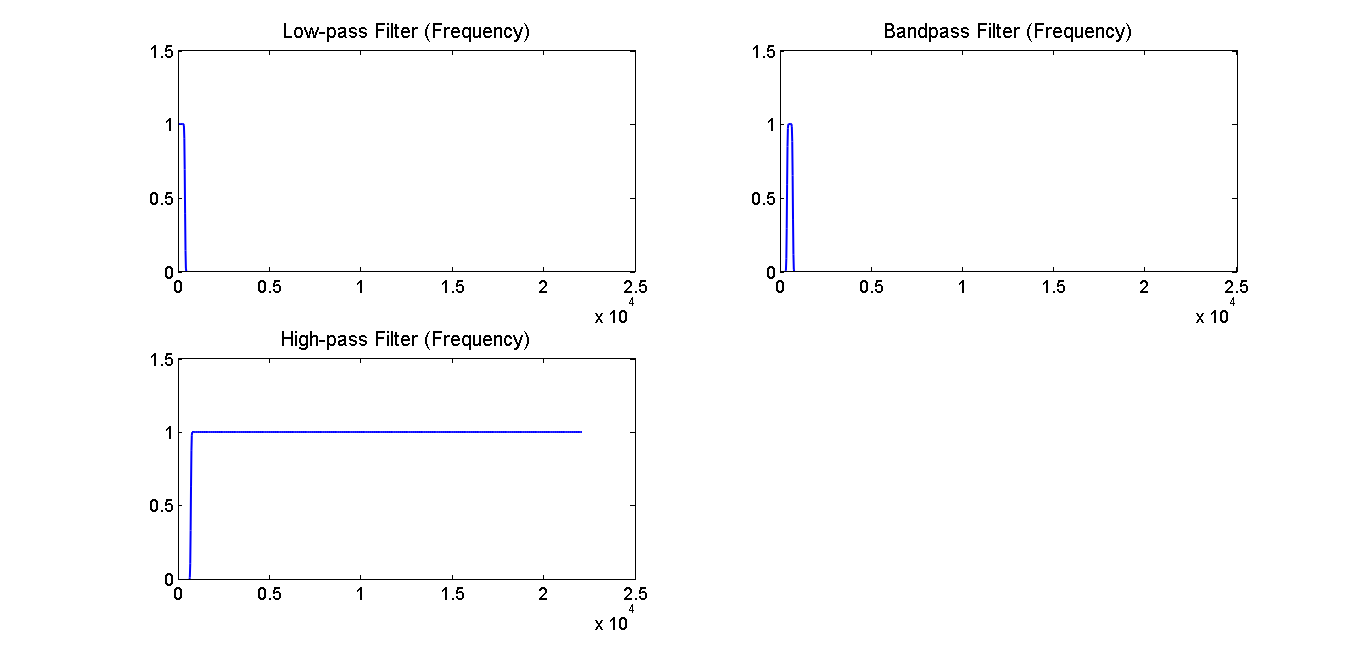 Low-pass Filter (Frequency)
1.5
1
0.5
0
0 0.5 1 1.5 2 2.5
x 10^4
Bandpass Filter (Frequency)
1.5
1
0.5
0
0 0.5 1 1.5 2 2.5
x 10^4
High-pass Filter (Frequency)
1.5
1
0.5
0
0 0.5 1 1.5 2 2.5
x 10^4